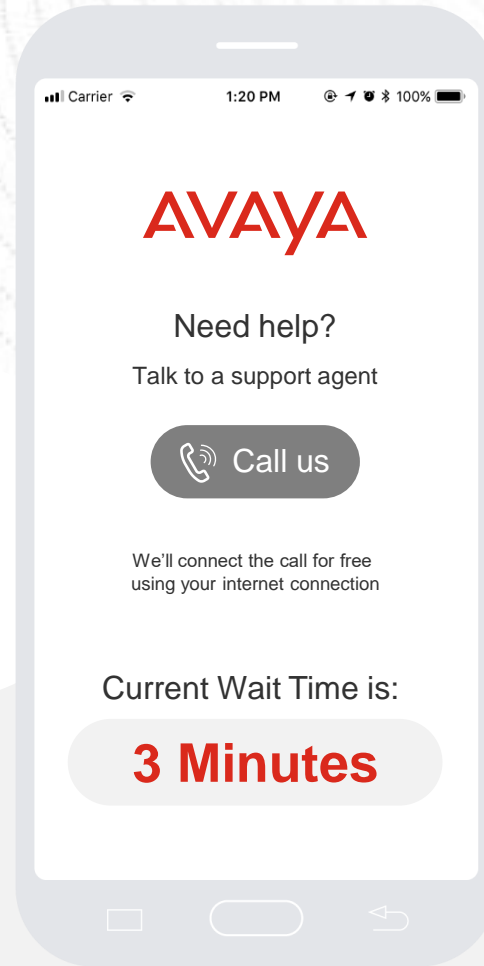 Carrier 1:20 PM 100%
AVAYA
Need help?
Talk to a support agent
Call us
We'll connect the call for free
using your internet connection
Current Wait Time is:
3 Minutes